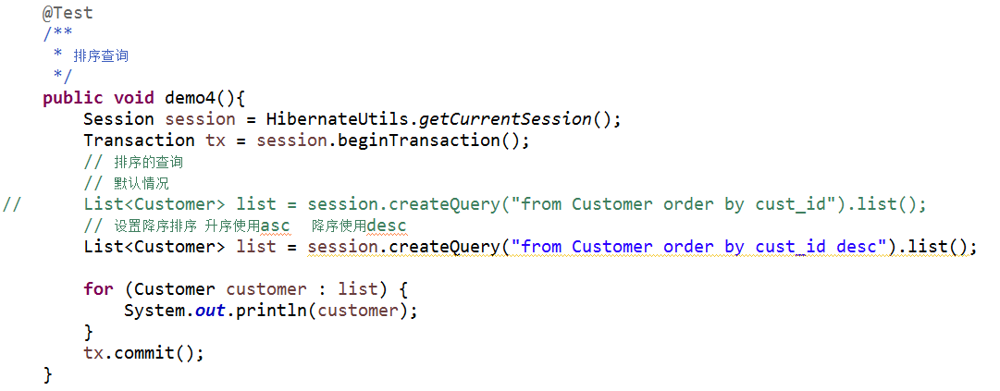 @Test
/**
 * 排序查询
 */
public void demo4(){
Session session = HibernateUtils.getCurrentSession();
Transaction tx = session.beginTransaction();
// 排序的查询
// 默认情况
// List<Customer> list = session.createQuery("from Customer order by cust_id").list();
// 设置降序排序 升序使用asc 降序使用desc
List<Customer> list = session.createQuery("from Customer order by cust_id desc").list();
for (Customer customer : list) {
System.out.println(customer);
}
tx.commit();
}